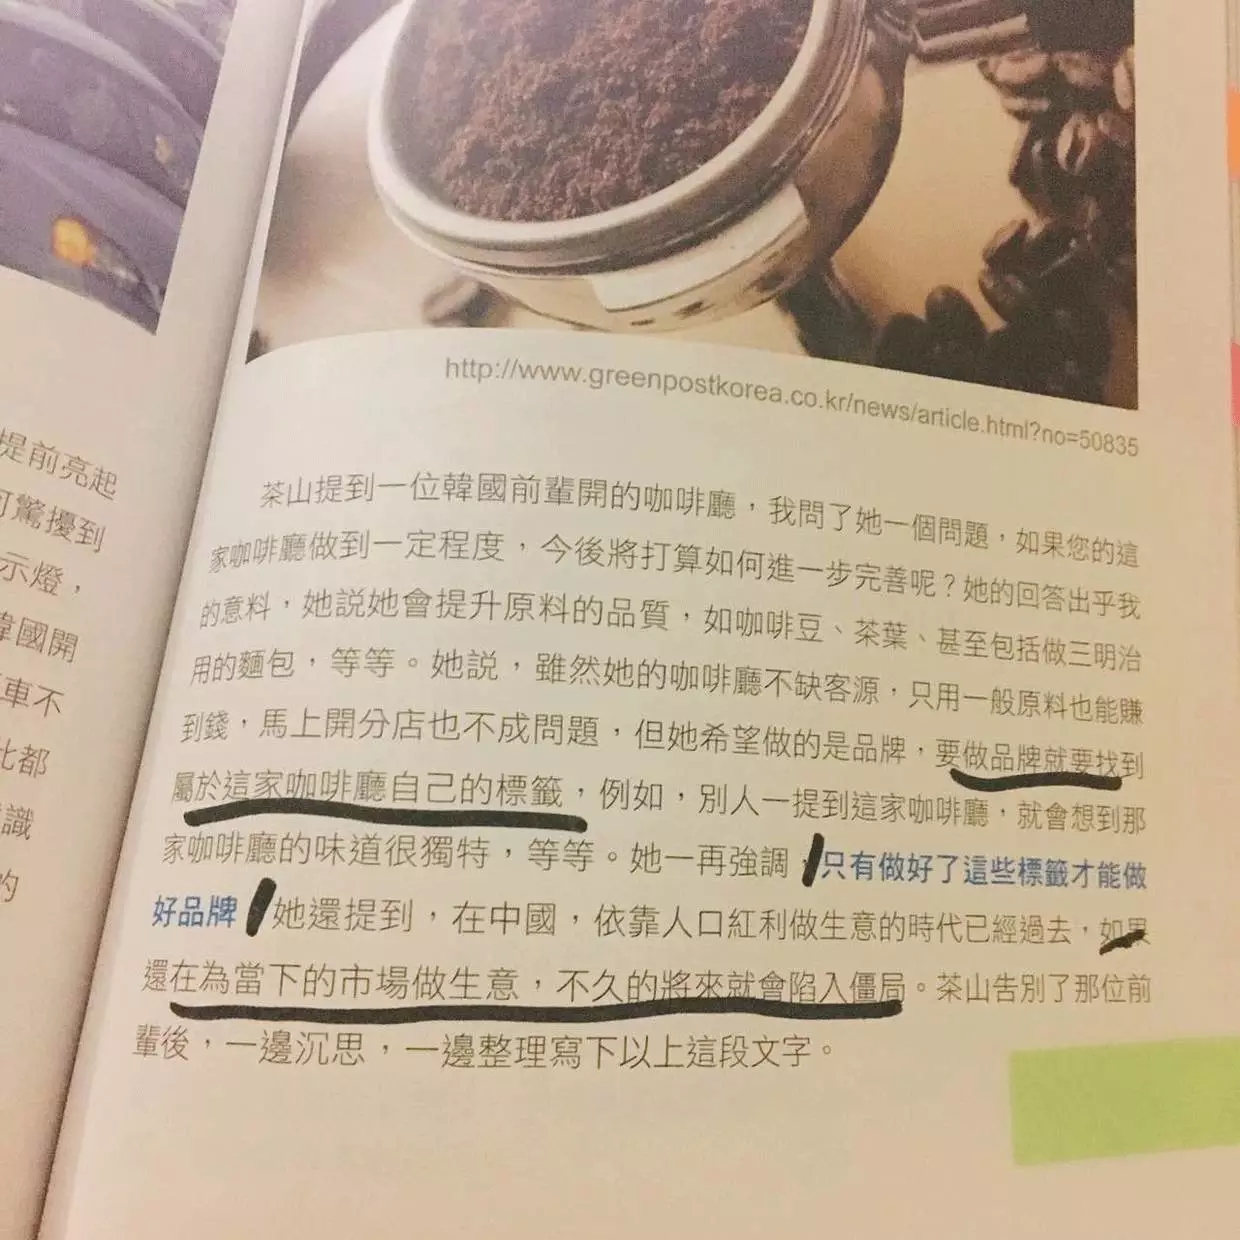 提前亮起
可驚擾到
示燈，
韓國開
車不
比都
識
的
http://www.greenpostkorea.co.kr/news/article.html?no=50835
茶山提到一位韓國前輩開的咖啡廳，我問了她一個問題，如果您的這
家咖啡廳做到一定程度，今後將打算如何進一步完善呢？她的回答出乎我
的意料，她説她會提升原料的品質，如咖啡豆、茶葉、甚至包括做三明治
用的麵包，等等。她説，雖然她的咖啡廳不缺客源，只用一般原料也能賺
到錢，馬上開分店也不成問題，但她希望做的是品牌，要做品牌就要找到
屬於這家咖啡廳自己的標籤，例如，別人一提到這家咖啡廳，就會想到那
家咖啡廳的味道很獨特，等等。她一再強調，只有做好了這些標籤才能做
好品牌 她還提到，在中國，依靠人口紅利做生意的時代已經過去，如果
還在為當下的市場做生意，不久的將來就會陷入僵局。茶山告別了那位前
輩後，一邊沉思，一邊整理寫下以上這段文字。